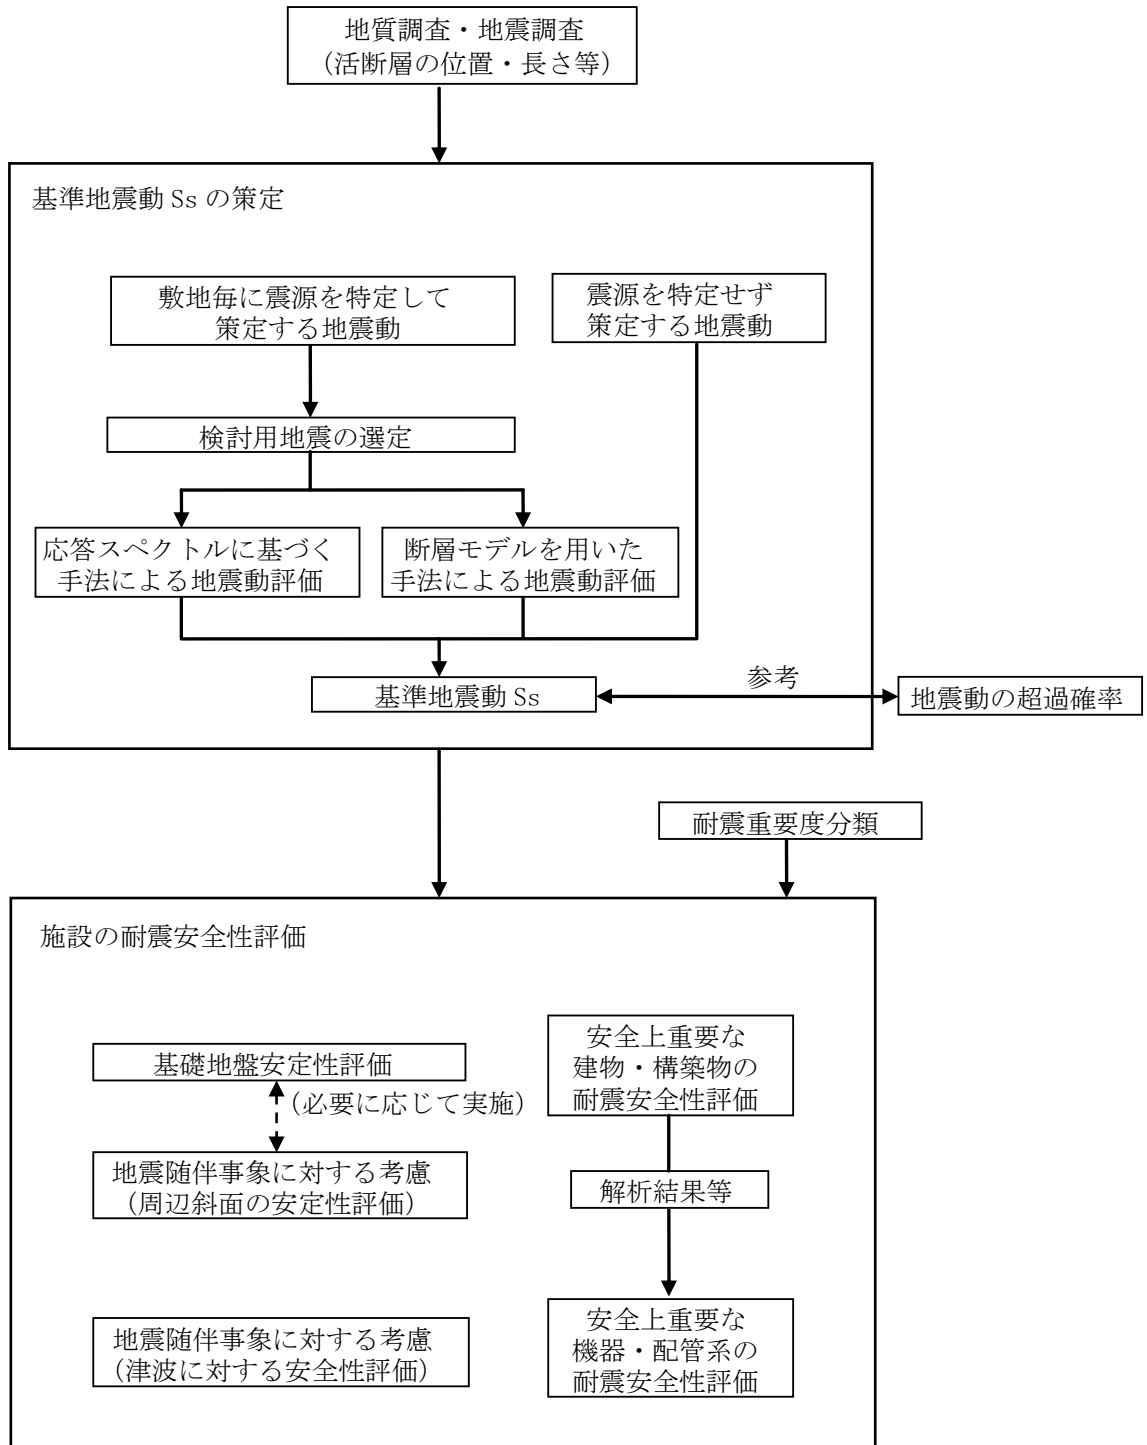 地質調査・地震調査
（活断層の位置・長さ等）
基準地震動 Ss の策定
敷地毎に震源を特定して
策定する地震動
震源を特定せず
策定する地震動
検討用地震の選定
応答スペクトルに基づく
手法による地震動評価
断層モデルを用いた
手法による地震動評価
基準地震動 Ss
参考
地震動の超過確率
耐震重要度分類
施設の耐震安全性評価
基礎地盤安定性評価
（必要に応じて実施）
地震随伴事象に対する考慮
（周辺斜面の安定性評価）
地震随伴事象に対する考慮
（津波に対する安全性評価）
安全上重要な
建物・構築物の
耐震安全性評価
解析結果等
安全上重要な
機器・配管系の
耐震安全性評価